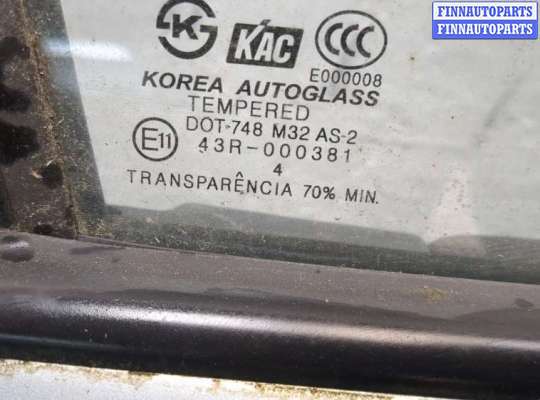 FINNAUTOPARTS
FINNAUTOPARTS
KAC
CCC
E000008
KOREA AUTOGLASS
TEMPERED
DOT-748 M32 AS-2
E11 43R-000381
4
TRANSPARÊNCIA 70% MIN.